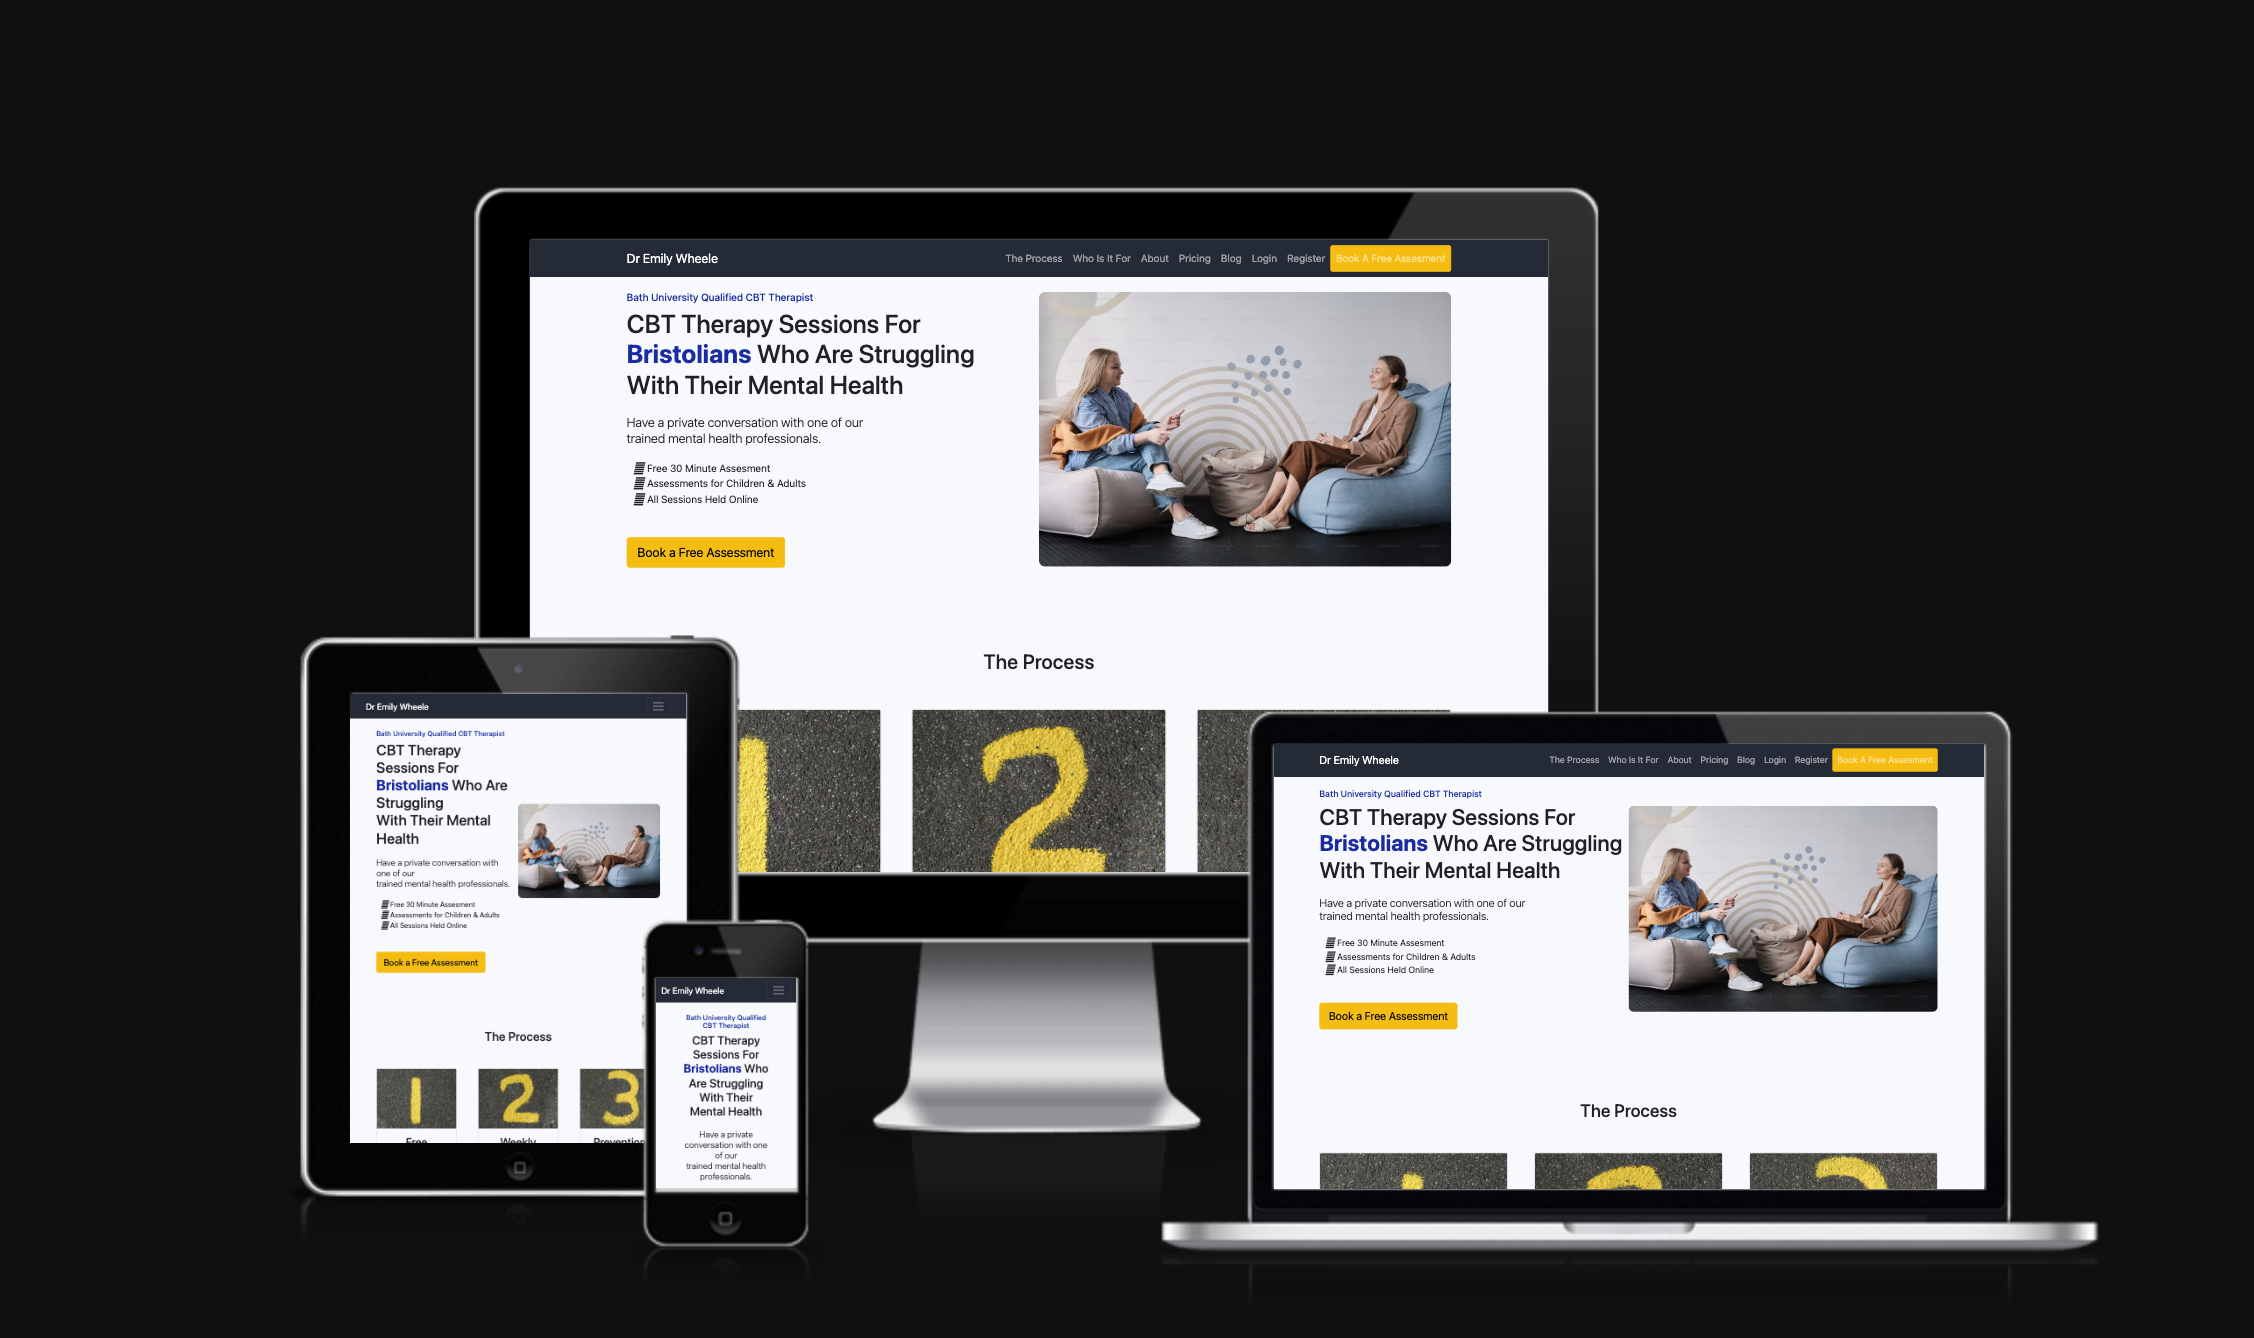 Dr Emily Wheele
The Process Who Is It For About Pricing Blog Login Register Book A Free Assesment
Bath University Qualified CBT Therapist
CBT Therapy Sessions For
Bristolians Who Are Struggling
With Their Mental Health
Have a private conversation with one of our
trained mental health professionals.
Free 30 Minute Assesment
Assessments for Children & Adults
All Sessions Held Online
Book a Free Assessment
The Process
1 2
Dr Emily Wheele
Bath University Qualified CBT Therapist
CBT Therapy
Sessions For
Bristolians Who Are
Struggling
With Their Mental
Health
Have a private conversation with
one of our
trained mental health professionals.
Free 30 Minute Assesment
Assessments for Children & Adults
All Sessions Held Online
Book a Free Assessment
The Process
1 2 3
Free Weekly Prevention
Dr Emily Wheele
Bath University Qualified
CBT Therapist
CBT Therapy
Sessions For
Bristolians Who
Are Struggling
With Their
Mental Health
Have a private
conversation with one
of our
trained mental health
professionals.
Dr Emily Wheele
The Process Who Is It For About Pricing Blog Login Register Book A Free Assesment
Bath University Qualified CBT Therapist
CBT Therapy Sessions For
Bristolians Who Are Struggling
With Their Mental Health
Have a private conversation with one of our
trained mental health professionals.
Free 30 Minute Assesment
Assessments for Children & Adults
All Sessions Held Online
Book a Free Assessment
The Process
1 2 3